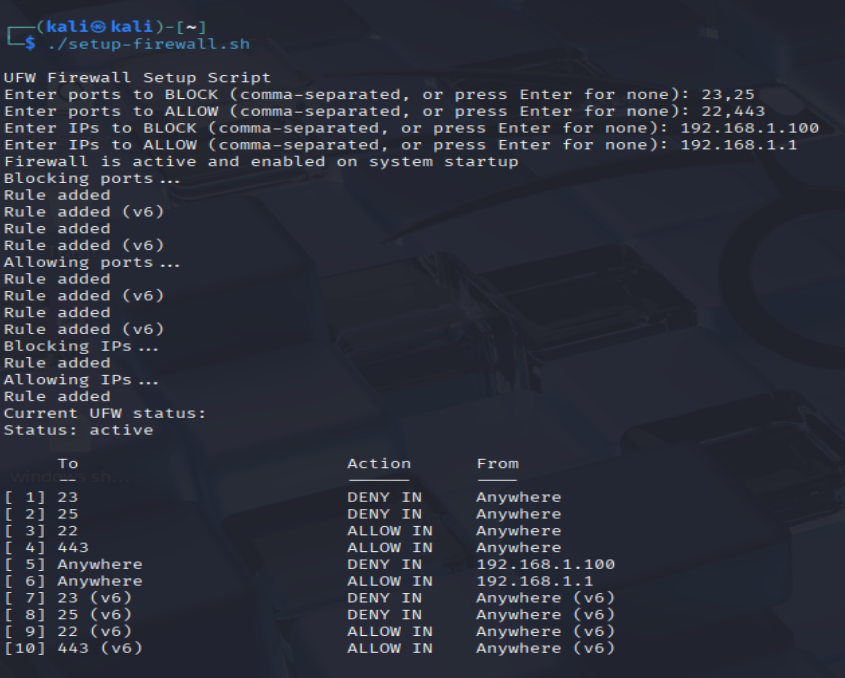 ┌──(kali㉿kali)-[~]
└─$ ./setup-firewall.sh
UFW Firewall Setup Script
Enter ports to BLOCK (comma-separated, or press Enter for none): 23,25
Enter ports to ALLOW (comma-separated, or press Enter for none): 22,443
Enter IPs to BLOCK (comma-separated, or press Enter for none): 192.168.1.100
Enter IPs to ALLOW (comma-separated, or press Enter for none): 192.168.1.1
Firewall is active and enabled on system startup
Blocking ports...
Rule added
Rule added (v6)
Rule added
Rule added (v6)
Allowing ports...
Rule added
Rule added (v6)
Rule added
Rule added (v6)
Blocking IPs...
Rule added
Allowing IPs...
Rule added
Current UFW status:
Status: active
To Action From
-- ------ ----
[ 1] 23 DENY IN Anywhere
[ 2] 25 DENY IN Anywhere
[ 3] 22 ALLOW IN Anywhere
[ 4] 443 ALLOW IN Anywhere
[ 5] Anywhere DENY IN 192.168.1.100
[ 6] Anywhere ALLOW IN 192.168.1.1
[ 7] 23 (v6) DENY IN Anywhere (v6)
[ 8] 25 (v6) DENY IN Anywhere (v6)
[ 9] 22 (v6) ALLOW IN Anywhere (v6)
[10] 443 (v6) ALLOW IN Anywhere (v6)